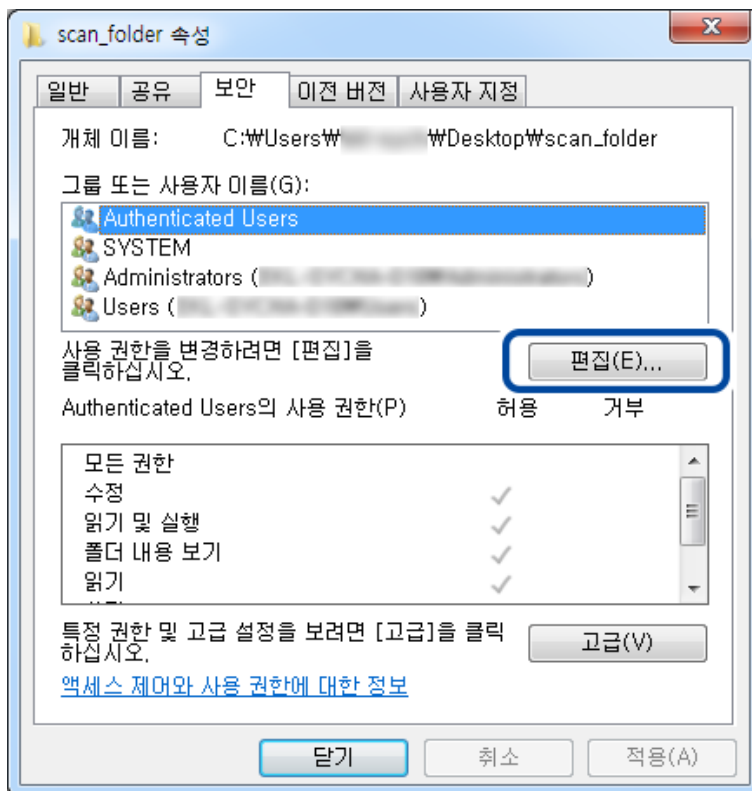 scan_folder 속성
일반 공유 보안 이전 버전 사용자 지정
개체 이름: C:₩Users₩ ₩Desktop₩scan_folder
그룹 또는 사용자 이름(G):
Authenticated Users
SYSTEM
Administrators ( )
Users ( )
사용 권한을 변경하려면 [편집]을
클릭하십시오.
편집(E)...
Authenticated Users의 사용 권한(P) 허용 거부
모든 권한
수정
읽기 및 실행
폴더 내용 보기
읽기
특정 권한 및 고급 설정을 보려면 [고급]을 클릭
하십시오.
고급(V)
액세스 제어와 사용 권한에 대한 정보
닫기 취소 적용(A)